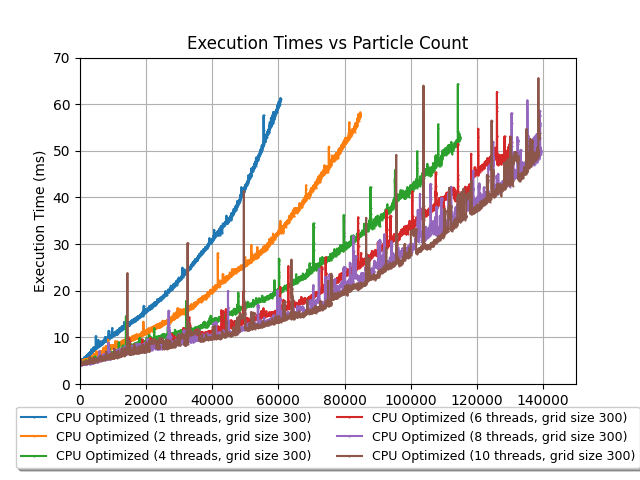 Execution Times vs Particle Count
70
60
50
40
30
20
10
0
Execution Time (ms)
0 20000 40000 60000 80000 100000 120000 140000
CPU Optimized (1 threads, grid size 300)
CPU Optimized (2 threads, grid size 300)
CPU Optimized (4 threads, grid size 300)
CPU Optimized (6 threads, grid size 300)
CPU Optimized (8 threads, grid size 300)
CPU Optimized (10 threads, grid size 300)